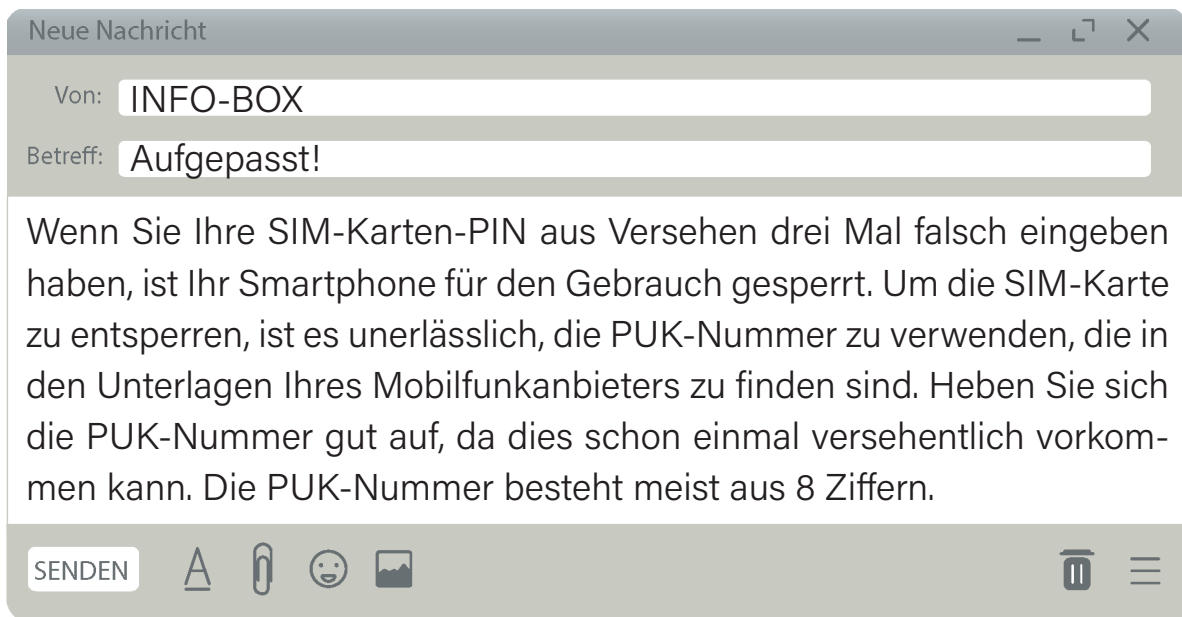 Neue Nachricht
Von: INFO-BOX
Betreff: Aufgepasst!
Wenn Sie Ihre SIM-Karten-PIN aus Versehen drei Mal falsch eingeben
haben, ist Ihr Smartphone für den Gebrauch gesperrt. Um die SIM-Karte
zu entsperren, ist es unerlässlich, die PUK-Nummer zu verwenden, die in
den Unterlagen Ihres Mobilfunkanbieters zu finden sind. Heben Sie sich
die PUK-Nummer gut auf, da dies schon einmal versehentlich vorkom-
men kann. Die PUK-Nummer besteht meist aus 8 Ziffern.
SENDEN A